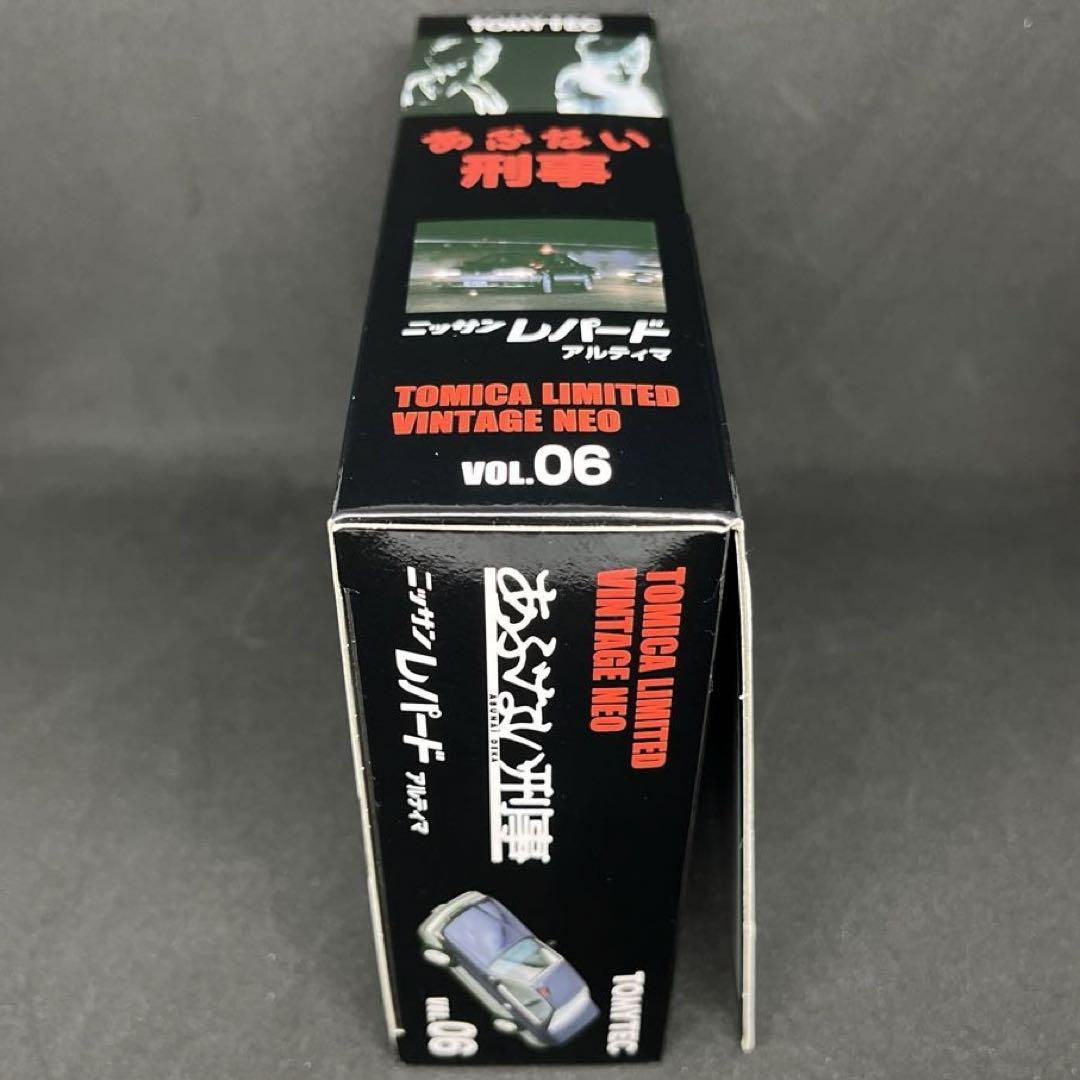 TOMYTEC
あぶない
刑事
ニッサン レパード
アルティマ
TOMICA LIMITED
VINTAGE NEO
VOL.06
TOMICA LIMITED
VINTAGE NEO
あぶない刑事
ABUNAI DEKA
ニッサン レパード アルティマ
TOMYTEC
VOL.06